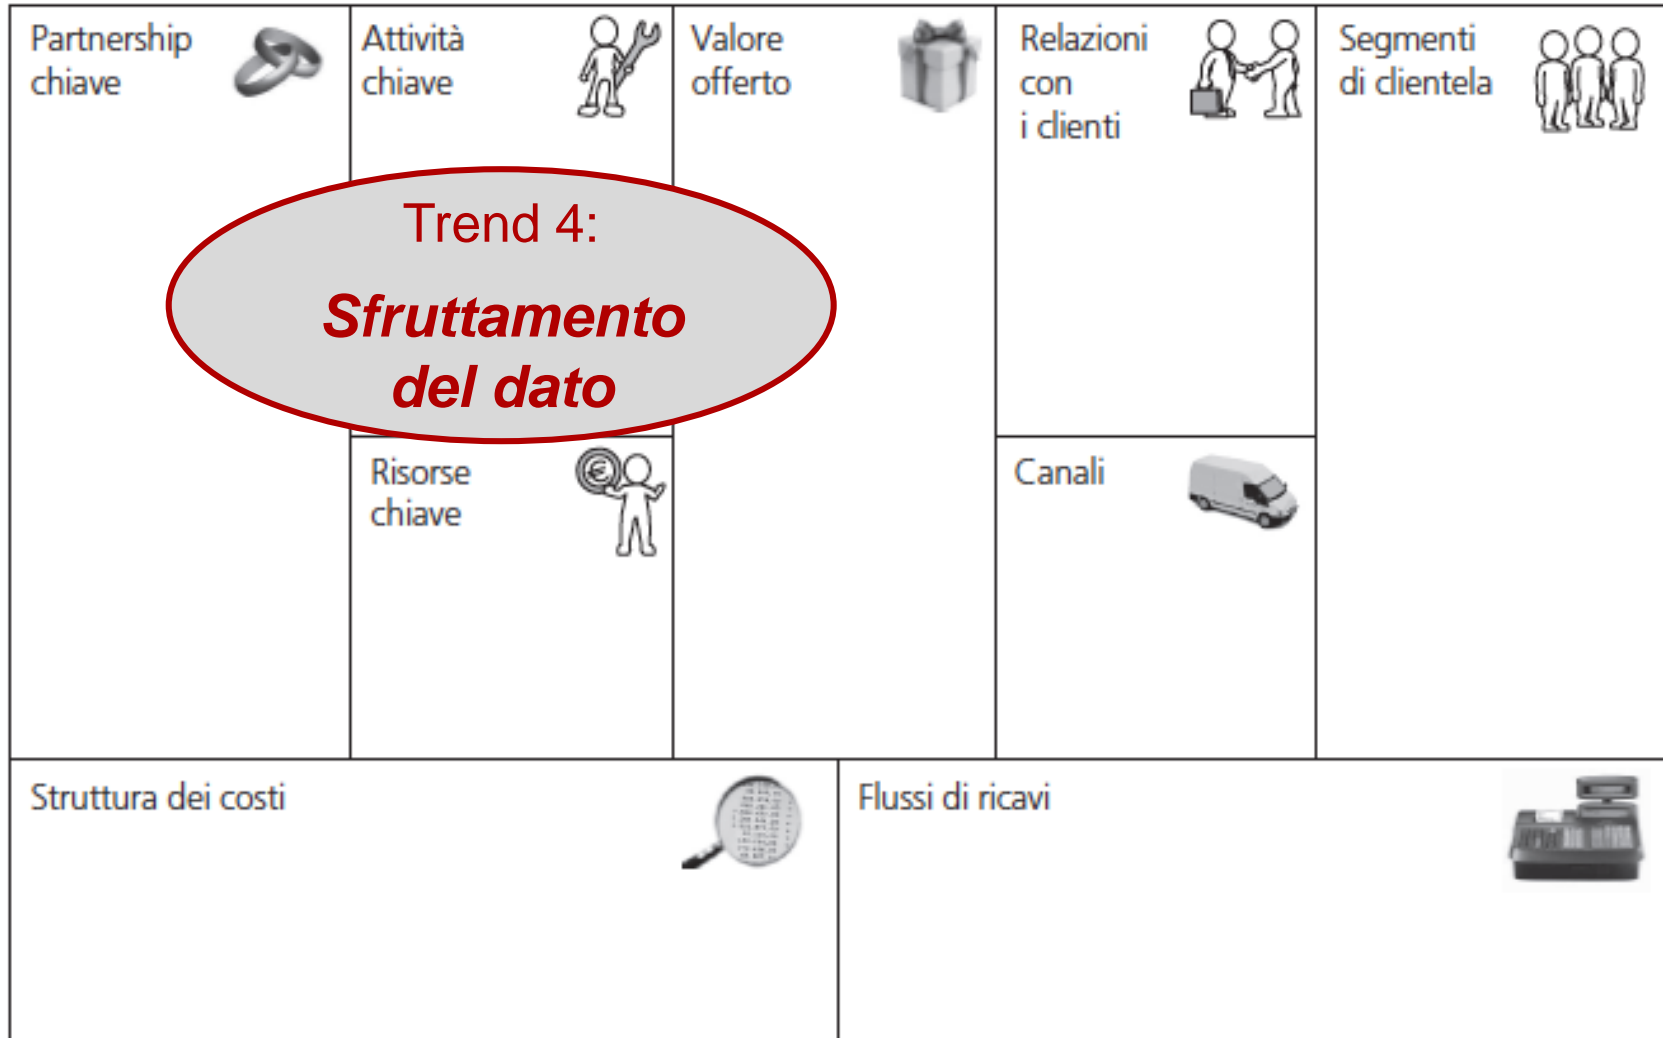 Partnership
chiave
Attività
chiave
Valore
offerto
Relazioni
con
i clienti
Segmenti
di clientela
Trend 4:
Sfruttamento
del dato
Risorse
chiave
€
Canali
Struttura dei costi
Flussi di ricavi